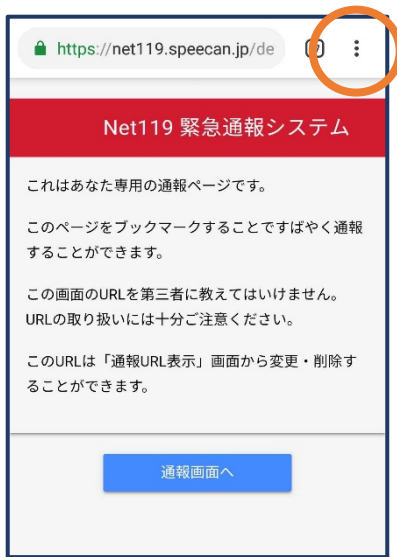 https://net119.speecan.jp/de
Net119 緊急通報システム
これはあなた専用の通報ページです。
このページをブックマークすることですばやく通報
することができます。
この画面のURLを第三者に教えてはいけません。
URLの取り扱いには十分ご注意ください。
このURLは「通報URL表示」画面から変更・削除す
ることができます。
通報画面へ